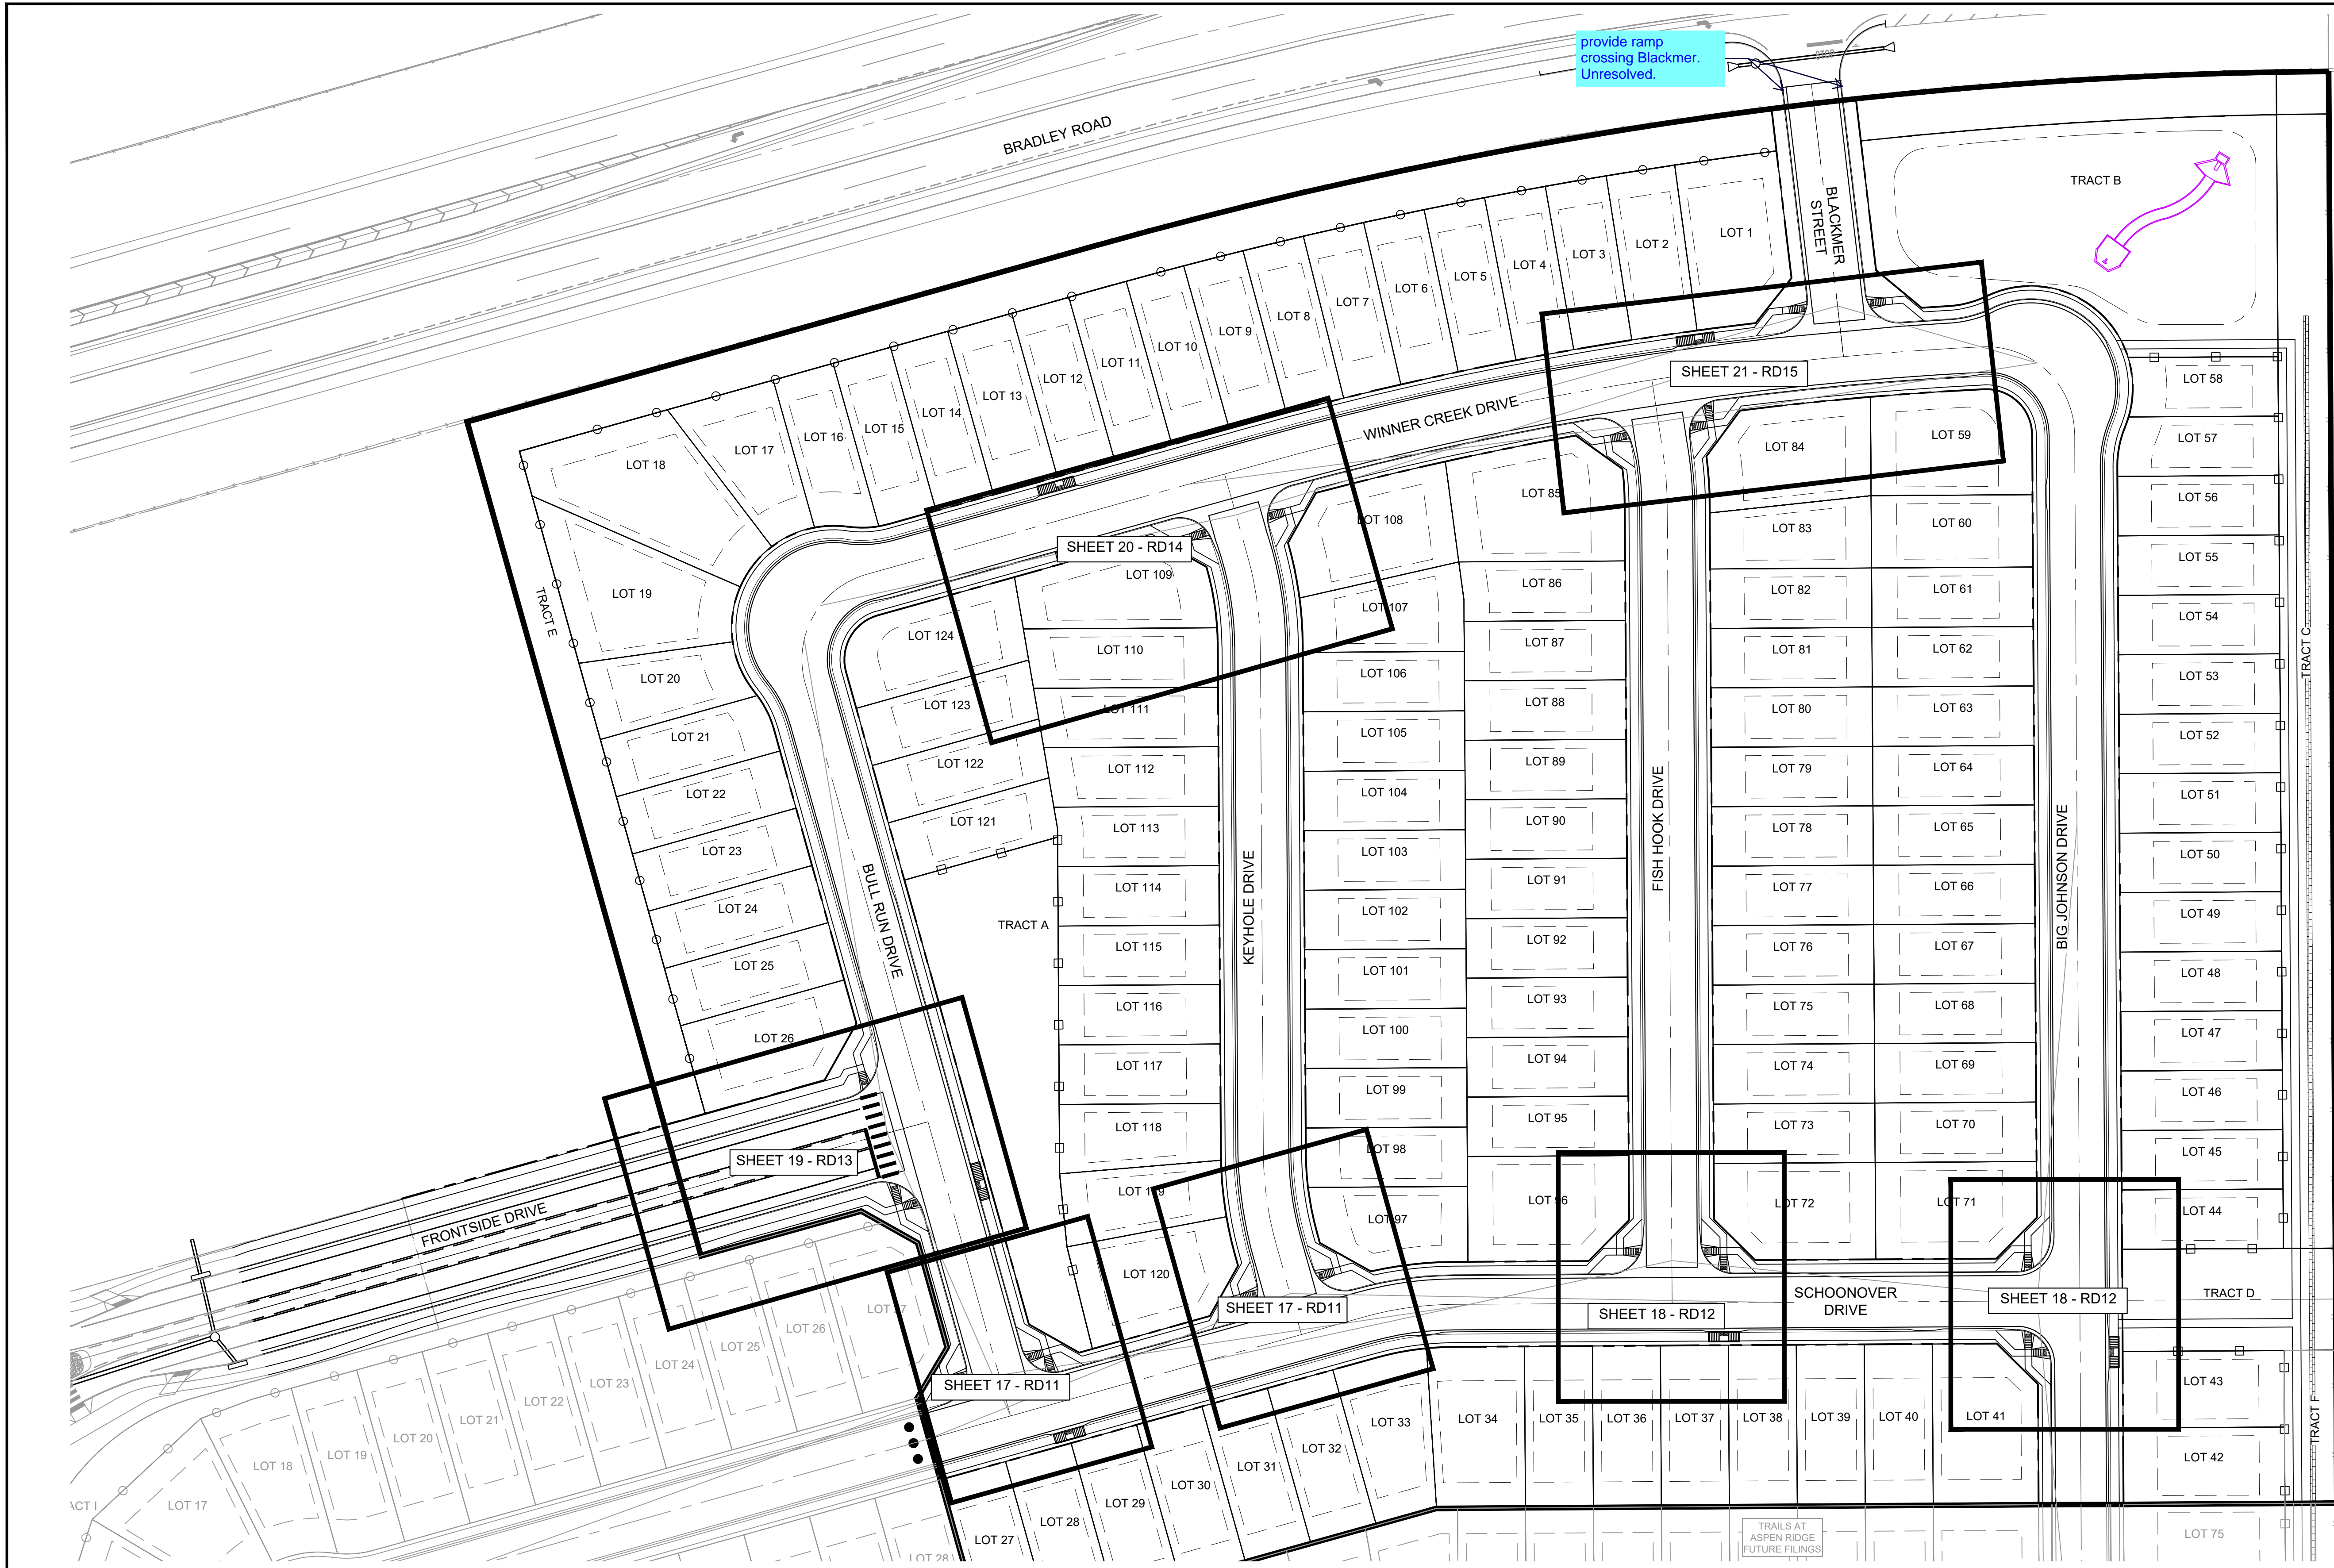 provide ramp
crossing Blackmer.
Unresolved.
BRADLEY ROAD
BLACKMER
STREET
TRACT B
LOT 1
LOT 2
LOT 3
LOT 4
LOT 5
LOT 6
LOT 7
LOT 8
LOT 9
LOT 10
LOT 11
LOT 12
LOT 13
LOT 14
LOT 15
LOT 16
LOT 17
LOT 18
LOT 19
TRACT E
LOT 20
LOT 21
LOT 22
LOT 23
LOT 24
LOT 25
LOT 26
WINNER CREEK DRIVE
SHEET 21 - RD15
SHEET 20 - RD14
LOT 124
LOT 123
LOT 122
LOT 121
TRACT A
BULL RUN DRIVE
LOT 109
LOT 110
LOT 111
LOT 112
LOT 113
LOT 114
LOT 115
LOT 116
LOT 117
LOT 118
LOT 119
LOT 120
KEYHOLE DRIVE
LOT 108
LOT 107
LOT 106
LOT 105
LOT 104
LOT 103
LOT 102
LOT 101
LOT 100
LOT 99
LOT 98
LOT 97
LOT 85
LOT 86
LOT 87
LOT 88
LOT 89
LOT 90
LOT 91
LOT 92
LOT 93
LOT 94
LOT 95
LOT 96
FISH HOOK DRIVE
LOT 84
LOT 83
LOT 82
LOT 81
LOT 80
LOT 79
LOT 78
LOT 77
LOT 76
LOT 75
LOT 74
LOT 73
LOT 72
LOT 59
LOT 60
LOT 61
LOT 62
LOT 63
LOT 64
LOT 65
LOT 66
LOT 67
LOT 68
LOT 69
LOT 70
LOT 71
BIG JOHNSON DRIVE
LOT 58
LOT 57
LOT 56
LOT 55
LOT 54
LOT 53
LOT 52
LOT 51
LOT 50
LOT 49
LOT 48
LOT 47
LOT 46
LOT 45
LOT 44
TRACT C
TRACT D
SHEET 19 - RD13
FRONTSIDE DRIVE
SHEET 17 - RD11
SHEET 17 - RD11
SHEET 18 - RD12
SCHOONOVER
DRIVE
SHEET 18 - RD12
LOT 43
LOT 42
TRACT F
LOT 75
LOT 27
LOT 26
LOT 25
LOT 24
LOT 23
LOT 22
LOT 21
LOT 20
LOT 19
LOT 18
LOT 17
ACT I
LOT 27
LOT 28
LOT 29
LOT 30
LOT 31
LOT 32
LOT 33
LOT 34
LOT 35
LOT 36
LOT 37
LOT 38
LOT 39
LOT 40
LOT 41
LOT 28
TRAILS AT
ASPEN RIDGE
FUTURE FILINGS